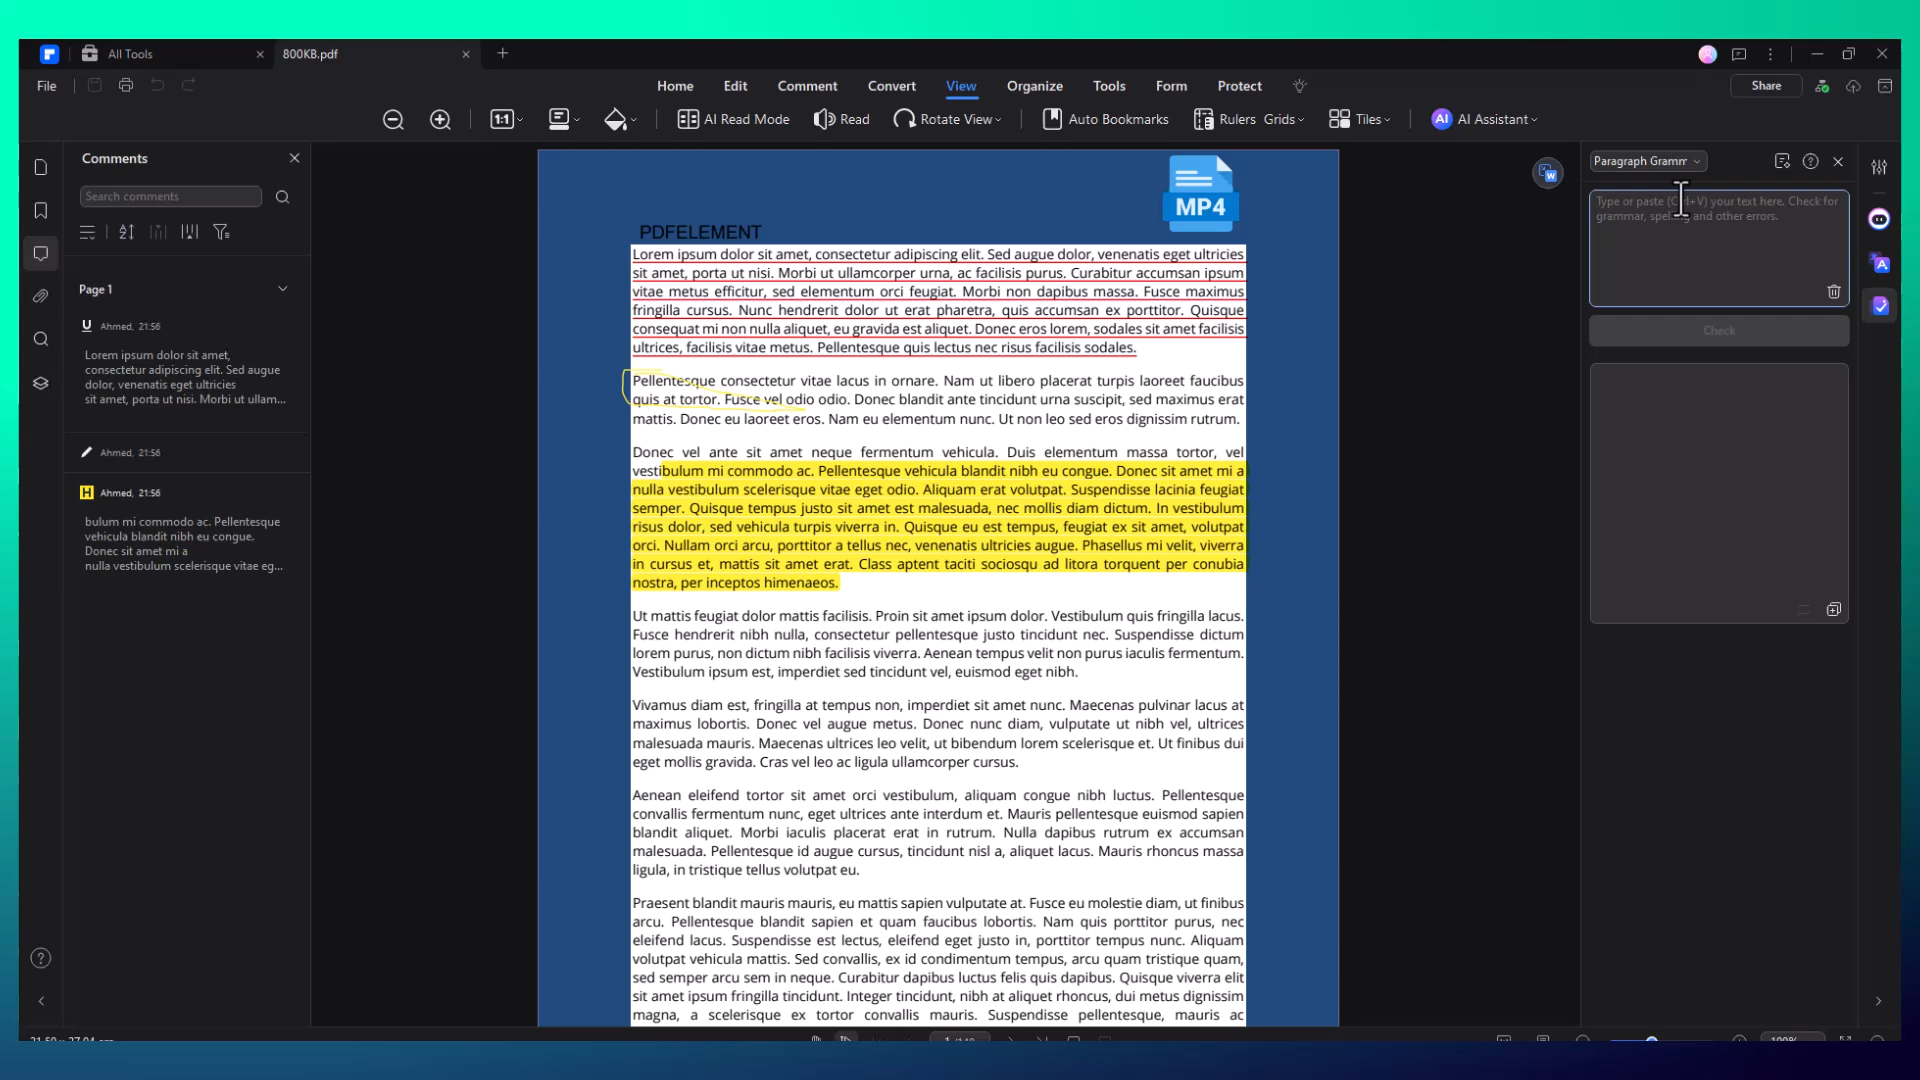 All Tools
800KB.pdf
File
Home Edit Comment Convert View Organize Tools Form Protect
Share
1:1
AI Read Mode Read Rotate View Auto Bookmarks Rulers Grids Tiles AI AI Assistant
Comments
Search comments
Page 1
U Ahmed, 21:56
Lorem ipsum dolor sit amet,
consectetur adipiscing elit. Sed augue
dolor, venenatis eget ultricies
sit amet, porta ut nisi. Morbi ut ullam...
Ahmed, 21:56
H Ahmed, 21:56
bulum mi commodo ac. Pellentesque
vehicula blandit nibh eu congue.
Donec sit amet mi a
nulla vestibulum scelerisque vitae eg...
MP4
PDFELEMENT
Lorem ipsum dolor sit amet, consectetur adipiscing elit. Sed augue dolor, venenatis eget ultricies
sit amet, porta ut nisi. Morbi ut ullamcorper urna, ac facilisis purus. Curabitur accumsan ipsum
vitae metus efficitur, sed elementum orci feugiat. Morbi non dapibus massa. Fusce maximus
fringilla cursus. Nunc hendrerit dolor ut erat pharetra, quis accumsan ex porttitor. Quisque
consequat mi non nulla aliquet, eu gravida est aliquet. Donec eros lorem, sodales sit amet facilisis
ultrices, facilisis vitae metus. Pellentesque quis lectus nec risus facilisis sodales.
Pellentesque consectetur vitae lacus in ornare. Nam ut libero placerat turpis laoreet faucibus
quis at tortor. Fusce vel odio odio. Donec blandit ante tincidunt urna suscipit, sed maximus erat
mattis. Donec eu laoreet eros. Nam eu elementum nunc. Ut non leo sed eros dignissim rutrum.
Donec vel ante sit amet neque fermentum vehicula. Duis elementum massa tortor, vel
vestibulum mi commodo ac. Pellentesque vehicula blandit nibh eu congue. Donec sit amet mi a
nulla vestibulum scelerisque vitae eget odio. Aliquam erat volutpat. Suspendisse lacinia feugiat
semper. Quisque tempus justo sit amet est malesuada, nec mollis diam dictum. In vestibulum
risus dolor, sed vehicula turpis viverra in. Quisque eu est tempus, feugiat ex sit amet, volutpat
orci. Nullam orci arcu, porttitor a tellus nec, venenatis ultricies augue. Phasellus mi velit, viverra
in cursus et, mattis sit amet erat. Class aptent taciti sociosqu ad litora torquent per conubia
nostra, per inceptos himenaeos.
Ut mattis feugiat dolor mattis facilisis. Proin sit amet ipsum dolor. Vestibulum quis fringilla lacus.
Fusce hendrerit nibh nulla, consectetur pellentesque justo tincidunt nec. Suspendisse dictum
lorem purus, non dictum nibh facilisis viverra. Aenean tempus velit non purus iaculis fermentum.
Vestibulum ipsum est, imperdiet sed tincidunt vel, euismod eget nibh.
Vivamus diam est, fringilla at tempus non, imperdiet sit amet nunc. Maecenas pulvinar lacus at
maximus lobortis. Donec vel augue metus. Donec nunc diam, vulputate ut nibh vel, ultrices
malesuada mauris. Maecenas ultrices leo velit, ut bibendum lorem scelerisque et. Ut finibus dui
eget mollis gravida. Cras vel leo ac ligula ullamcorper cursus.
Aenean eleifend tortor sit amet orci vestibulum, aliquam congue nibh luctus. Pellentesque
convallis fermentum nunc, eget ultrices ante interdum et. Mauris pellentesque euismod sapien
blandit aliquet. Morbi iaculis placerat erat in rutrum. Nulla dapibus rutrum ex accumsan
malesuada. Pellentesque id augue cursus, tincidunt nisl a, aliquet lacus. Mauris rhoncus massa
ligula, in tristique tellus volutpat eu.
Praesent blandit mauris mauris, eu mattis sapien vulputate at. Fusce eu molestie diam, ut finibus
arcu. Pellentesque blandit sapien et quam faucibus lobortis. Nam quis porttitor purus, nec
eleifend lacus. Suspendisse est lectus, eleifend eget justo in, porttitor tempus nunc. Aliquam
volutpat vehicula mattis. Sed convallis, ex id condimentum tempus, arcu quam tristique quam,
sed semper arcu sem in neque. Curabitur dapibus luctus felis quis dapibus. Quisque viverra elit
sit amet ipsum fringilla tincidunt. Integer tincidunt, nibh at aliquet rhoncus, dui metus dignissim
magna, a scelerisque ex tortor convallis mauris. Suspendisse pellentesque, mauris ac
Paragraph Gramm
Type or paste (Ctrl+V) your text here. Check for
grammar, and other errors.
Check
100%